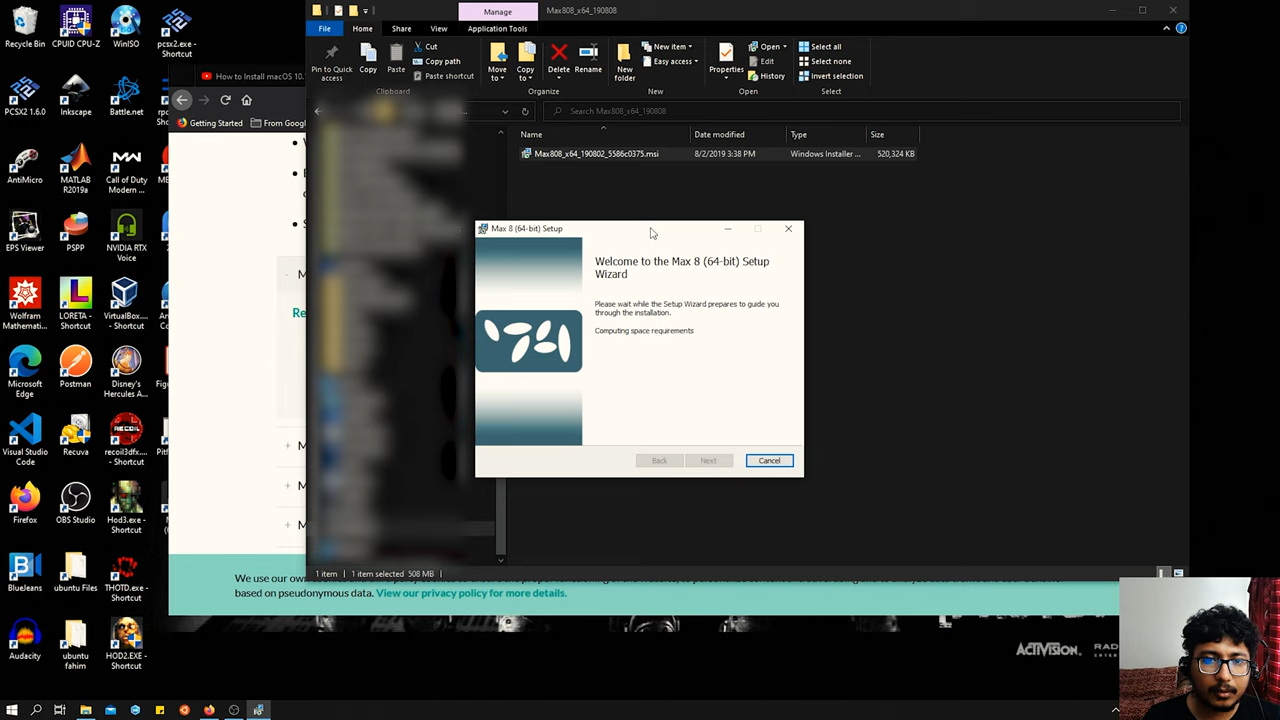 Recycle Bin
CPUID CPU-Z
WinISO
pcsx2.exe - Shortcut
PCSX2 1.6.0
Inkscape
Battle.net
AntiMicro
MATLAB R2019a
Call of Duty Modern ...
EPS Viewer
PSPP
NVIDIA RTX Voice
Wolfram Mathemati...
LORETA - Shortcut
VirtualBox... - Shortcut
Microsoft Edge
Postman
Disney's Hercules A...
Visual Studio Code
Recuva
recoil3dfx... - Shortcut
Firefox
OBS Studio
Hod3.exe - Shortcut
BlueJeans
ubuntu Files
THOTD.EX... - Shortcut
Audacity
ubuntu fahim
HOD2.EXE - Shortcut
How to Install macOS 10.
Getting Started
From Google
Manage
Max808_x64_190802
File
Home
Share
View
Application Tools
Pin to Quick access
Copy
Paste
Cut
Copy path
Paste shortcut
Clipboard
Move to
Copy to
Delete
Rename
Organize
New folder
New item
Easy access
New
Properties
Open
Edit
History
Open
Select all
Select none
Invert selection
Select
Search Max808_x64_190802
Name
Date modified
Type
Size
Max808_x64_190802_5586c0375.msi
8/2/2019 3:38 PM
Windows Installer ...
520,324 KB
Max 8 (64-bit) Setup
Welcome to the Max 8 (64-bit) Setup
Wizard
Please wait while the Setup Wizard prepares to guide you
through the installation.
Computing space requirements
Back
Next
Cancel
1 item
1 item selected 508 MB
We use our own
based on pseudonymous data. View our privacy policy for more details.
ACTIVISION.